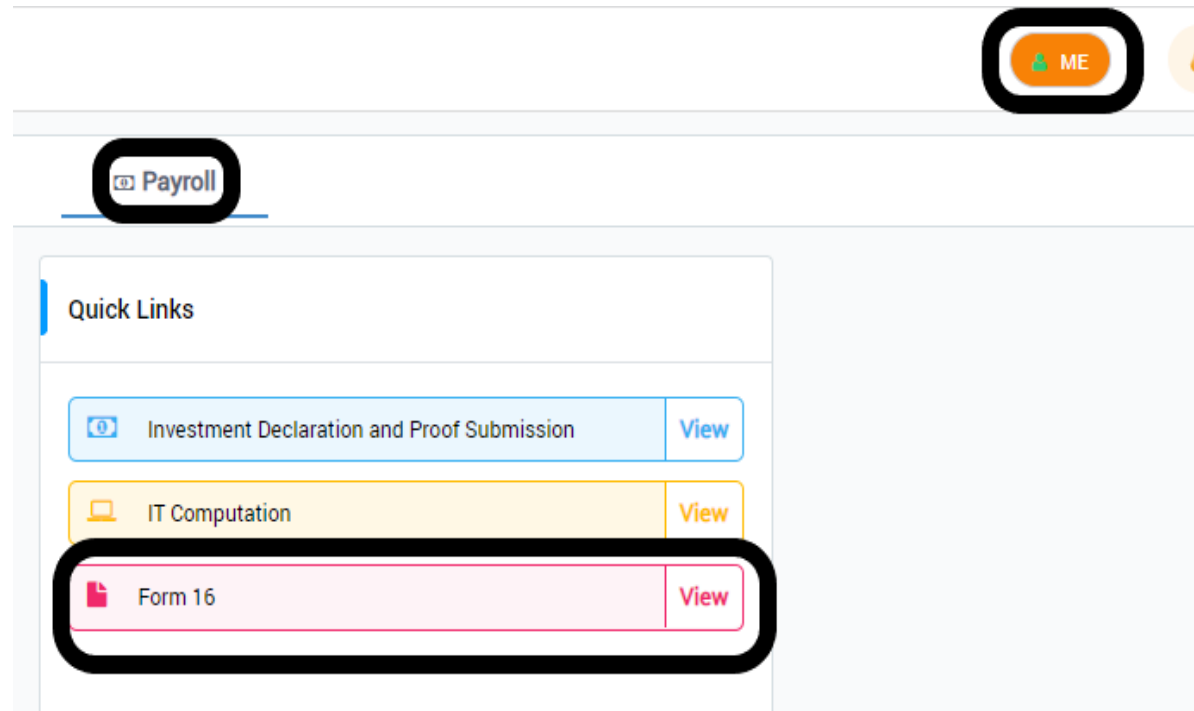 ME
Payroll
Quick Links
Investment Declaration and Proof Submission View
IT Computation View
Form 16 View